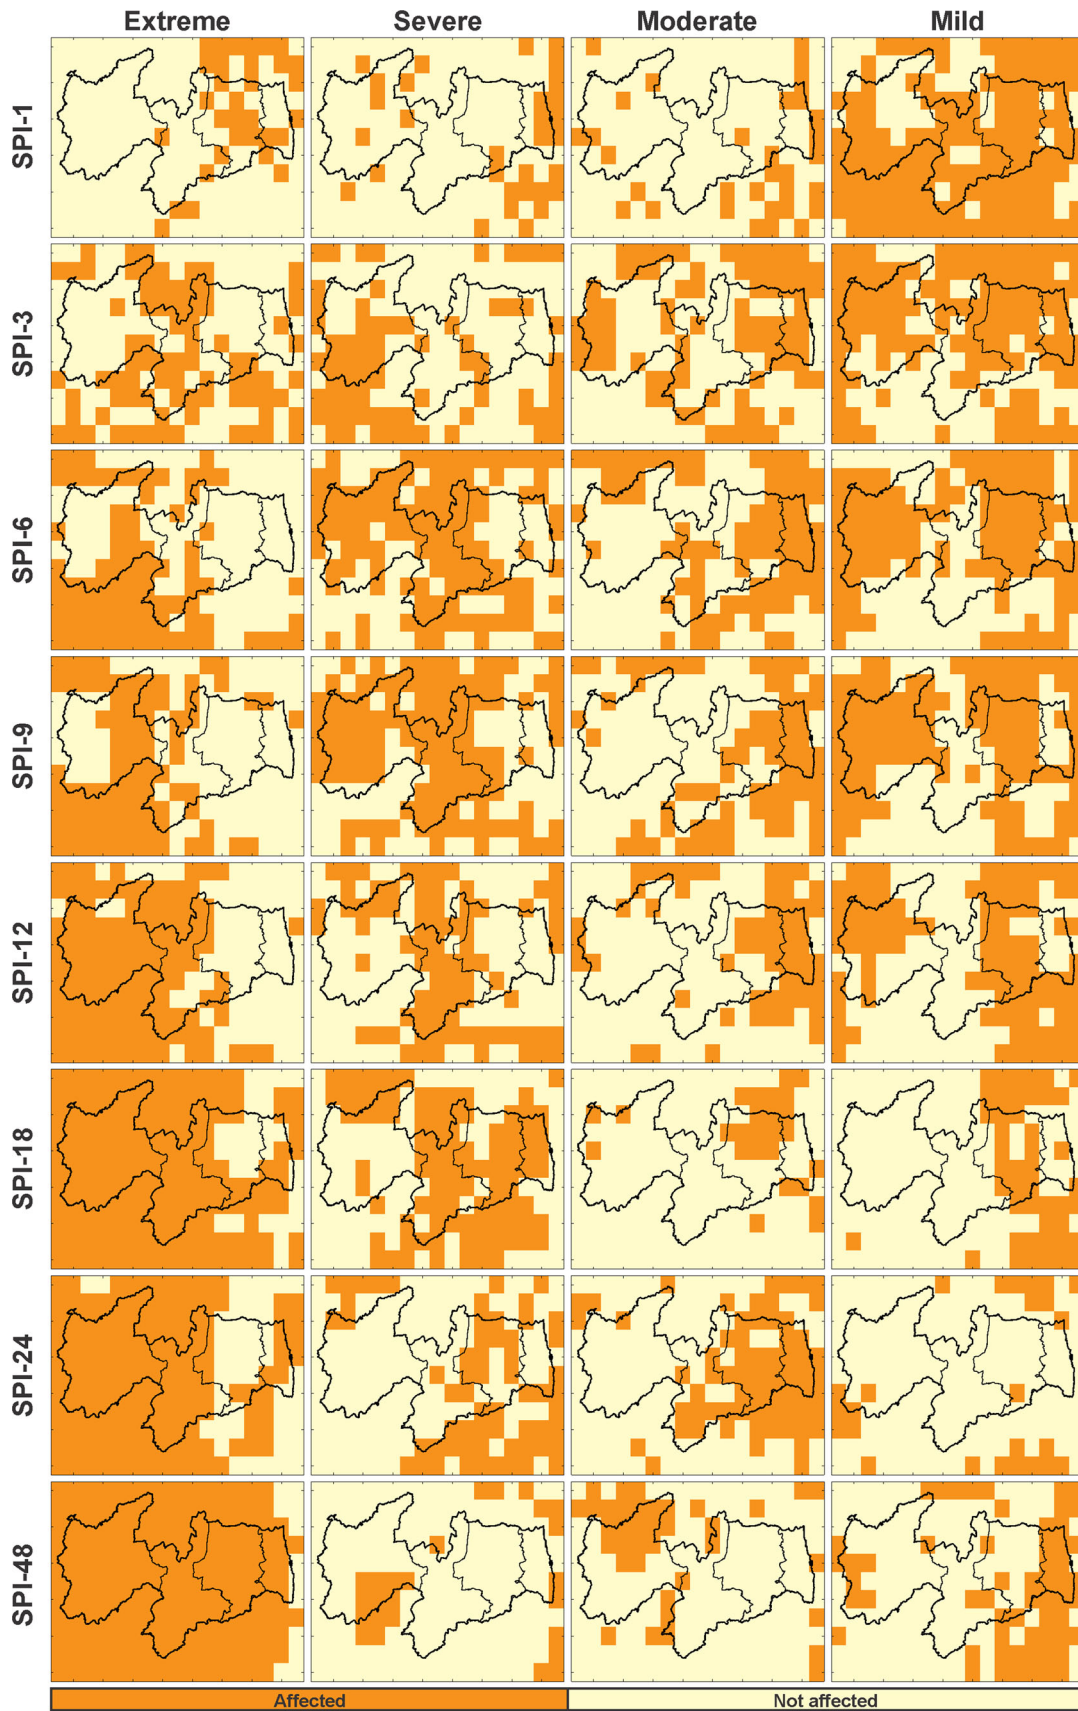 Extreme Severe Moderate Mild
SPI-1
SPI-3
SPI-6
SPI-9
SPI-12
SPI-18
SPI-24
SPI-48
Affected Not affected